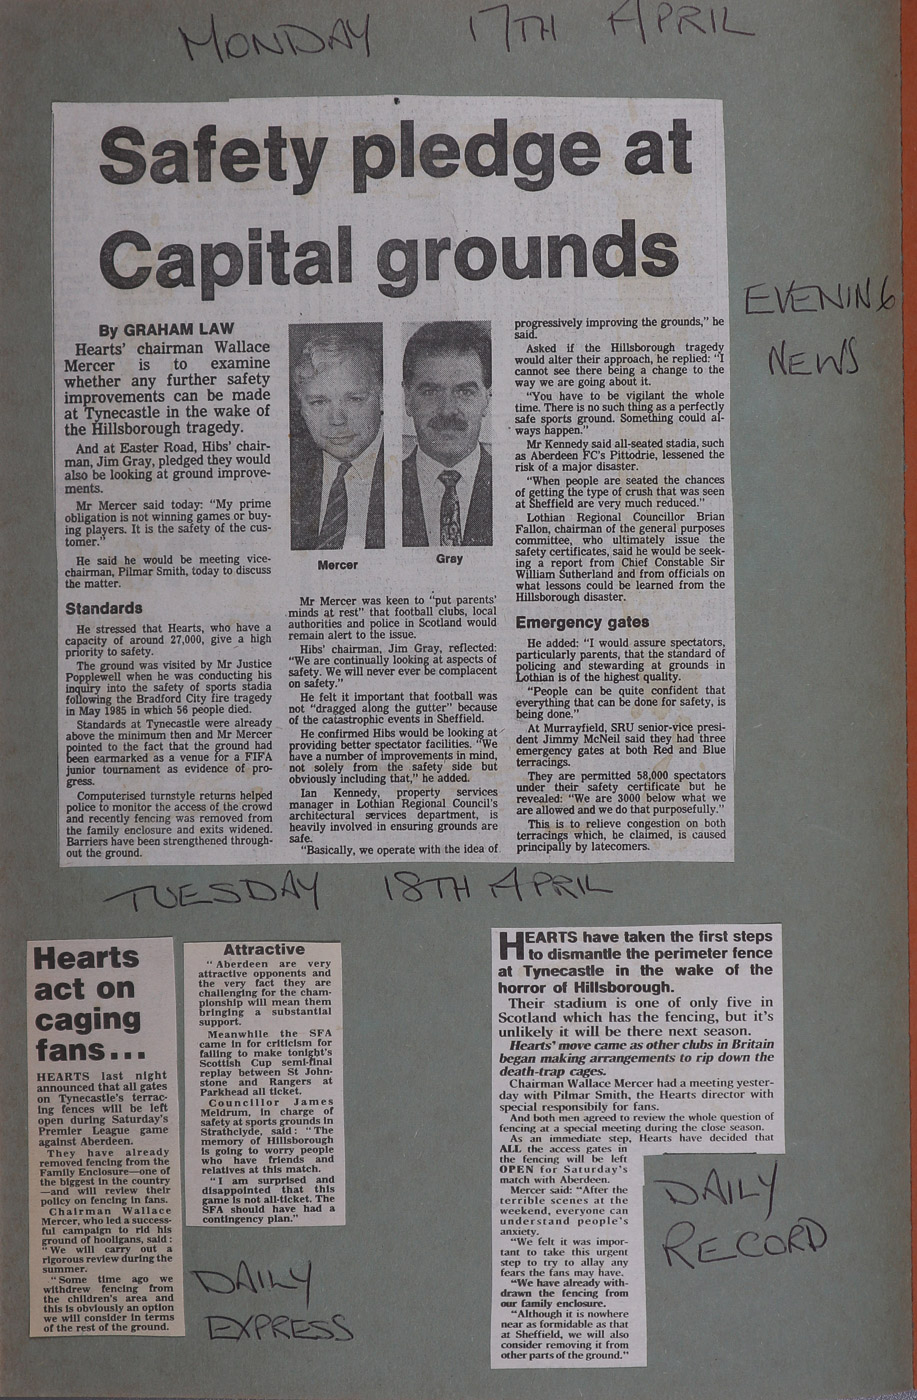 MONDAY 17TH APRIL
Safety pledge at
Capital grounds
EVENING
NEWS
By GRAHAM LAW
Hearts' chairman Wallace
Mercer is to examine
whether any further safety
improvements can be made
at Tynecastle in the wake of
the Hillsborough tragedy.
And at Easter Road, Hibs' chair-
man, Jim Gray, pledged they would
also be looking at ground improve-
ments.
Mr Mercer said today: "My prime
obligation is not winning games or buy-
ing players. It is the safety of the cus-
tomer."
He said he would be meeting vice-
chairman, Pilmar Smith, today to discuss
the matter.
Standards
He stressed that Hearts, who have a
capacity of around 27,000, give a high
priority to safety.
The ground was visited by Mr Justice
Popplewell when he was conducting his
inquiry into the safety of sports stadia
following the Bradford City fire tragedy
in May 1985 in which 56 people died.
Standards at Tynecastle were already
above the minimum then and Mr Mercer
pointed to the fact that the ground had
been earmarked as a venue for a FIFA
junior tournament as evidence of pro-
gress.
Computerised turnstyle returns helped
police to monitor the access of the crowd
and recently fencing was removed from
the family enclosure and exits widened.
Barriers have been strengthened through-
out the ground.
Mercer
Gray
Mr Mercer was keen to "put parents'
minds at rest" that football clubs, local
authorities and police in Scotland would
remain alert to the issue.
Hibs' chairman, Jim Gray, reflected:
"We are continually looking at aspects of
safety. We will never ever be complacent
on safety."
He felt it important that football was
not "dragged along the gutter" because
of the catastrophic events in Sheffield.
He confirmed Hibs would be looking at
providing better spectator facilities. "We
have a number of improvements in mind,
not solely from the safety side but
obviously including that," he added.
Ian Kennedy, property services
manager in Lothian Regional Council's
architectural services department, is
heavily involved in ensuring grounds are
safe.
"Basically, we operate with the idea of
progressively improving the grounds," he
said.
Asked if the Hillsborough tragedy
would alter their approach, he replied: "I
cannot see there being a change to the
way we are going about it.
"You have to be vigilant the whole
time. There is no such thing as a perfectly
safe sports ground. Something could al-
ways happen."
Mr Kennedy said all-seated stadia, such
as Aberdeen FC's Pittodrie, lessened the
risk of a major disaster.
"When people are seated the chances
of getting the type of crush that was seen
at Sheffield are very much reduced."
Lothian Regional Councillor Brian
Fallon, chairman of the general purposes
committee, who ultimately issue the
safety certificates, said he would be seek-
ing a report from Chief Constable Sir
William Sutherland and from officials on
what lessons could be learned from the
Hillsborough disaster.
Emergency gates
He added: "I would assure spectators,
particularly parents, that the standard of
policing and stewarding at grounds in
Lothian is of the highest quality.
"People can be quite confident that
everything that can be done for safety, is
being done."
At Murrayfield, SRU senior-vice presi-
dent Jimmy McNeil said they had three
emergency gates at both Red and Blue
terracings.
They are permitted 58,000 spectators
under their safety certificate but he
revealed: "We are 3000 below what we
are allowed and we do that purposefully."
This is to relieve congestion on both
terracings which, he claimed, is caused
principally by latecomers.
TUESDAY 18TH APRIL
Hearts
act on
caging
fans...
HEARTS last night
announced that all gates
on Tynecastle's terrac-
ing fences will be left
open during Saturday's
Premier League game
against Aberdeen.
They have already
removed fencing from the
Family Enclosure—one of
the biggest in the country
—and will review their
policy on fencing in fans.
Chairman Wallace
Mercer, who led a success-
ful campaign to rid his
ground of hooligans, said:
"We will carry out a
rigorous review during the
summer.
"Some time ago we
withdrew fencing from
the children's area and
this is obviously an option
we will consider in terms
of the rest of the ground.
Attractive
"Aberdeen are very
attractive opponents and
the very fact they are
challenging for the cham-
pionship will mean them
bringing a substantial
support.
Meanwhile the SFA
came in for criticism for
failing to make tonight's
Scottish Cup semi-final
replay between St John-
stone and Rangers at
Parkhead all ticket.
Councillor James
Meldrum, in charge of
safety at sports grounds in
Strathclyde, said: "The
memory of Hillsborough
is going to worry people
who have friends and
relatives at this match.
"I am surprised and
disappointed that this
game is not all-ticket. The
SFA should have had a
contingency plan."
DAILY
EXPRESS
HEARTS have taken the first steps
to dismantle the perimeter fence
at Tynecastle in the wake of the
horror of Hillsborough.
Their stadium is one of only five in
Scotland which has the fencing, but it's
unlikely it will be there next season.
Hearts' move came as other clubs in Britain
began making arrangements to rip down the
death-trap cages.
Chairman Wallace Mercer had a meeting yester-
day with Pilmar Smith, the Hearts director with
special responsibily for fans.
And both men agreed to review the whole question of
fencing at a special meeting during the close season.
As an immediate step, Hearts have decided that
ALL the access gates in
the fencing will be left
OPEN for Saturday's
match with Aberdeen.
Mercer said: "After the
terrible scenes at the
weekend, everyone can
understand people's
anxiety.
"We felt it was impor-
tant to take this urgent
step to try to allay any
fears the fans may have.
"We have already with-
drawn the fencing from
our family enclosure.
"Although it is nowhere
near as formidable as that
at Sheffield, we will also
consider removing it from
other parts of the ground."
DAILY
RECORD